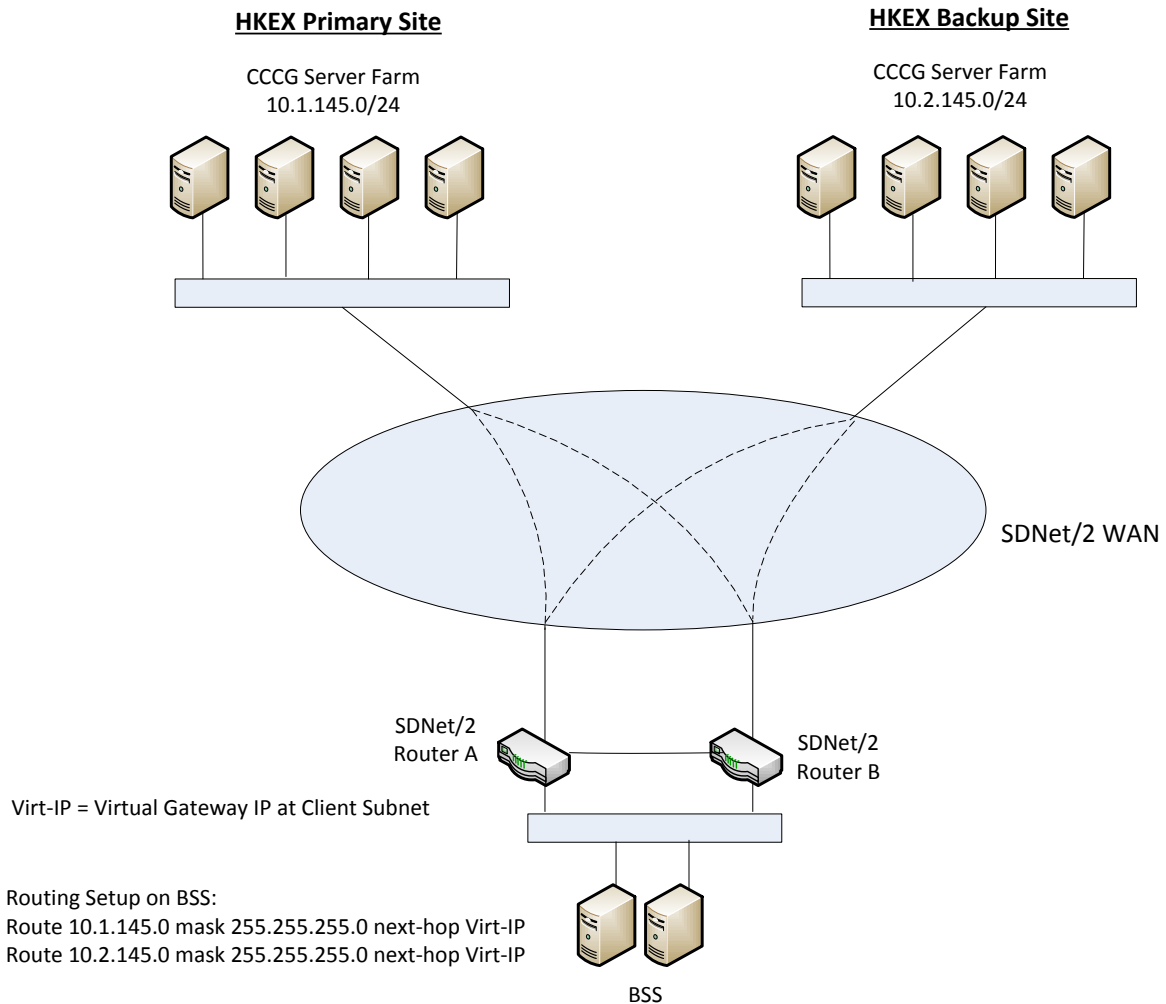 HKEX Primary Site
HKEX Backup Site
CCCG Server Farm
10.1.145.0/24
CCCG Server Farm
10.2.145.0/24
SDNet/2 WAN
SDNet/2
Router A
SDNet/2
Router B
Virt-IP = Virtual Gateway IP at Client Subnet
Routing Setup on BSS:
Route 10.1.145.0 mask 255.255.255.0 next-hop Virt-IP
Route 10.2.145.0 mask 255.255.255.0 next-hop Virt-IP
BSS